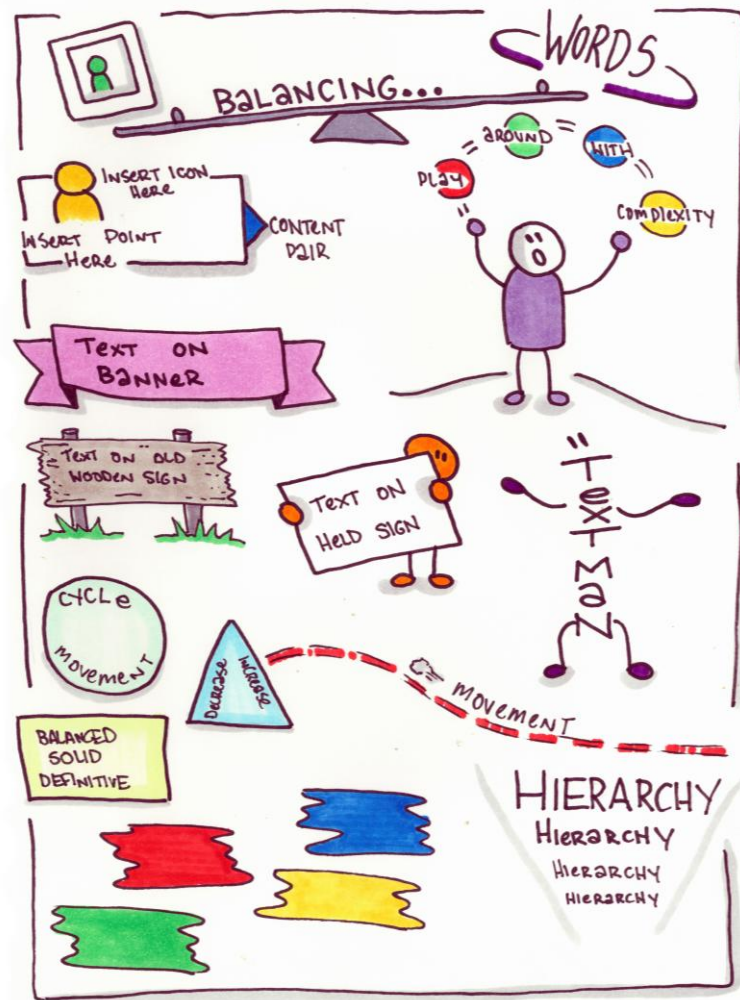 WORDS
BALANCING...
PLAY
AROUND
WITH
COMPLEXITY
INSERT ICON
HERE
INSERT POINT
HERE
CONTENT
PAIR
TEXT ON
BANNER
TEXT ON OLD
WOODEN SIGN
TEXT ON
HELD SIGN
TEXT MAN
CYCLE
MOVEMENT
DECREASE
INCREASE
MOVEMENT
BALANCED
SOLID
DEFINITIVE
HIERARCHY
HIERARCHY
HIERARCHY
HIERARCHY